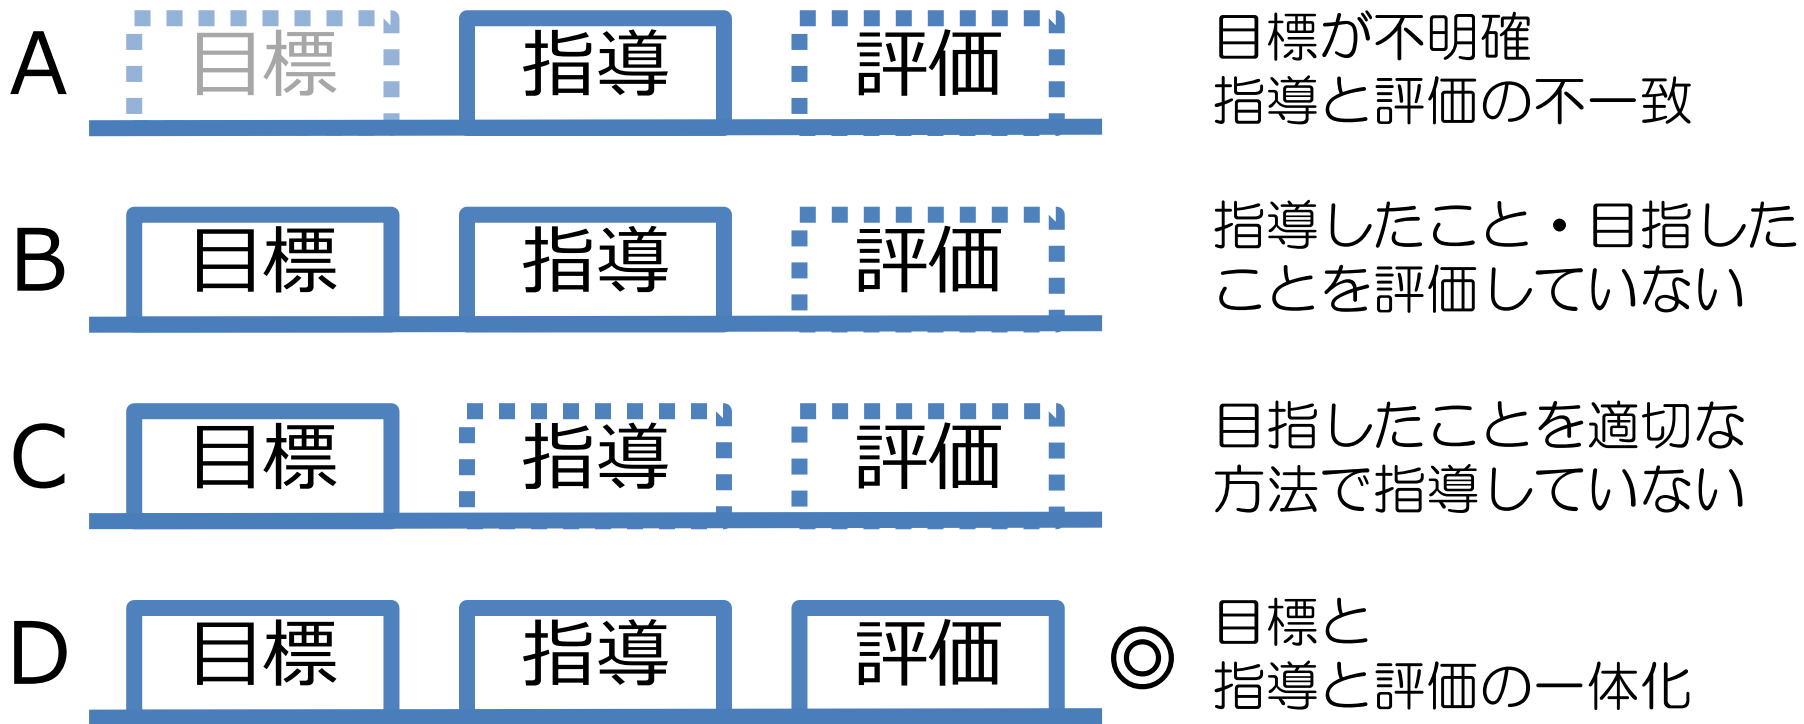 A 目標 指導 評価 目標が不明確
指導と評価の不一致
B 目標 指導 評価 指導したこと・目指した
ことを評価していない
C 目標 指導 評価 目指したことを適切な
方法で指導していない
D 目標 指導 評価 ◎ 目標と
指導と評価の一体化